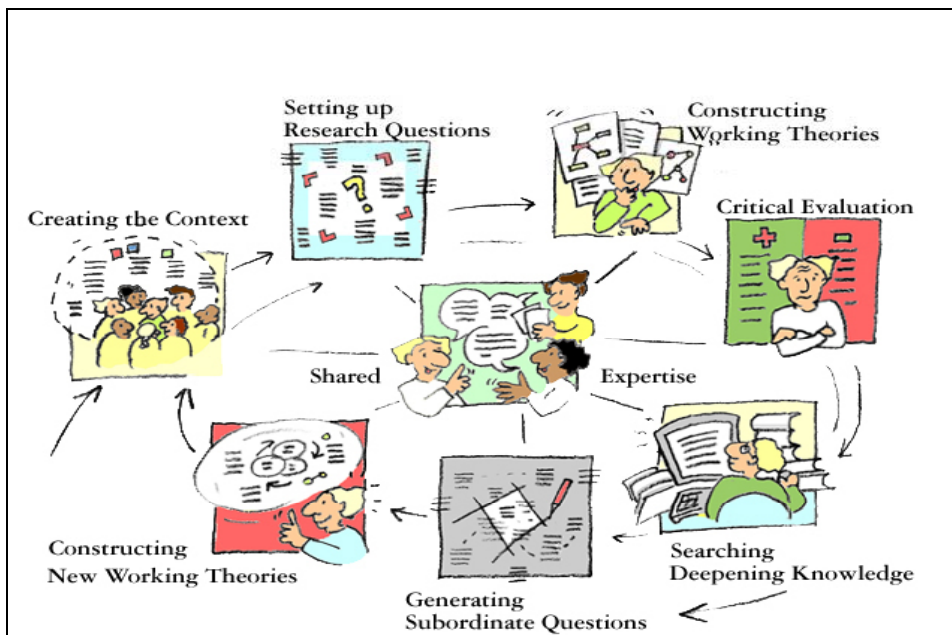 Setting up
Research Questions
Constructing
Working Theories
Creating the Context
Critical Evaluation
Shared
Expertise
Constructing
New Working Theories
Searching
Deepening Knowledge
Generating
Subordinate Questions